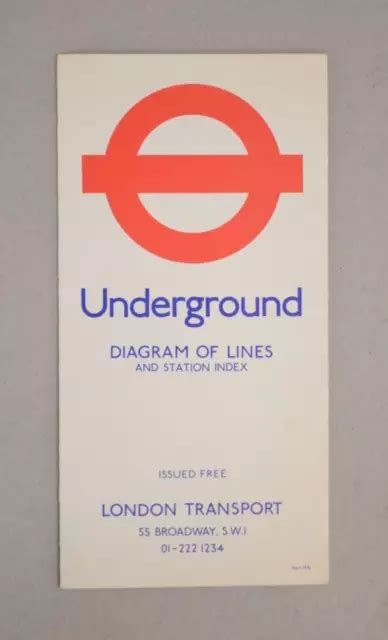 Underground
DIAGRAM OF LINES
AND STATION INDEX
ISSUED FREE
LONDON TRANSPORT
55 BROADWAY, S.W.1
01-222 1234